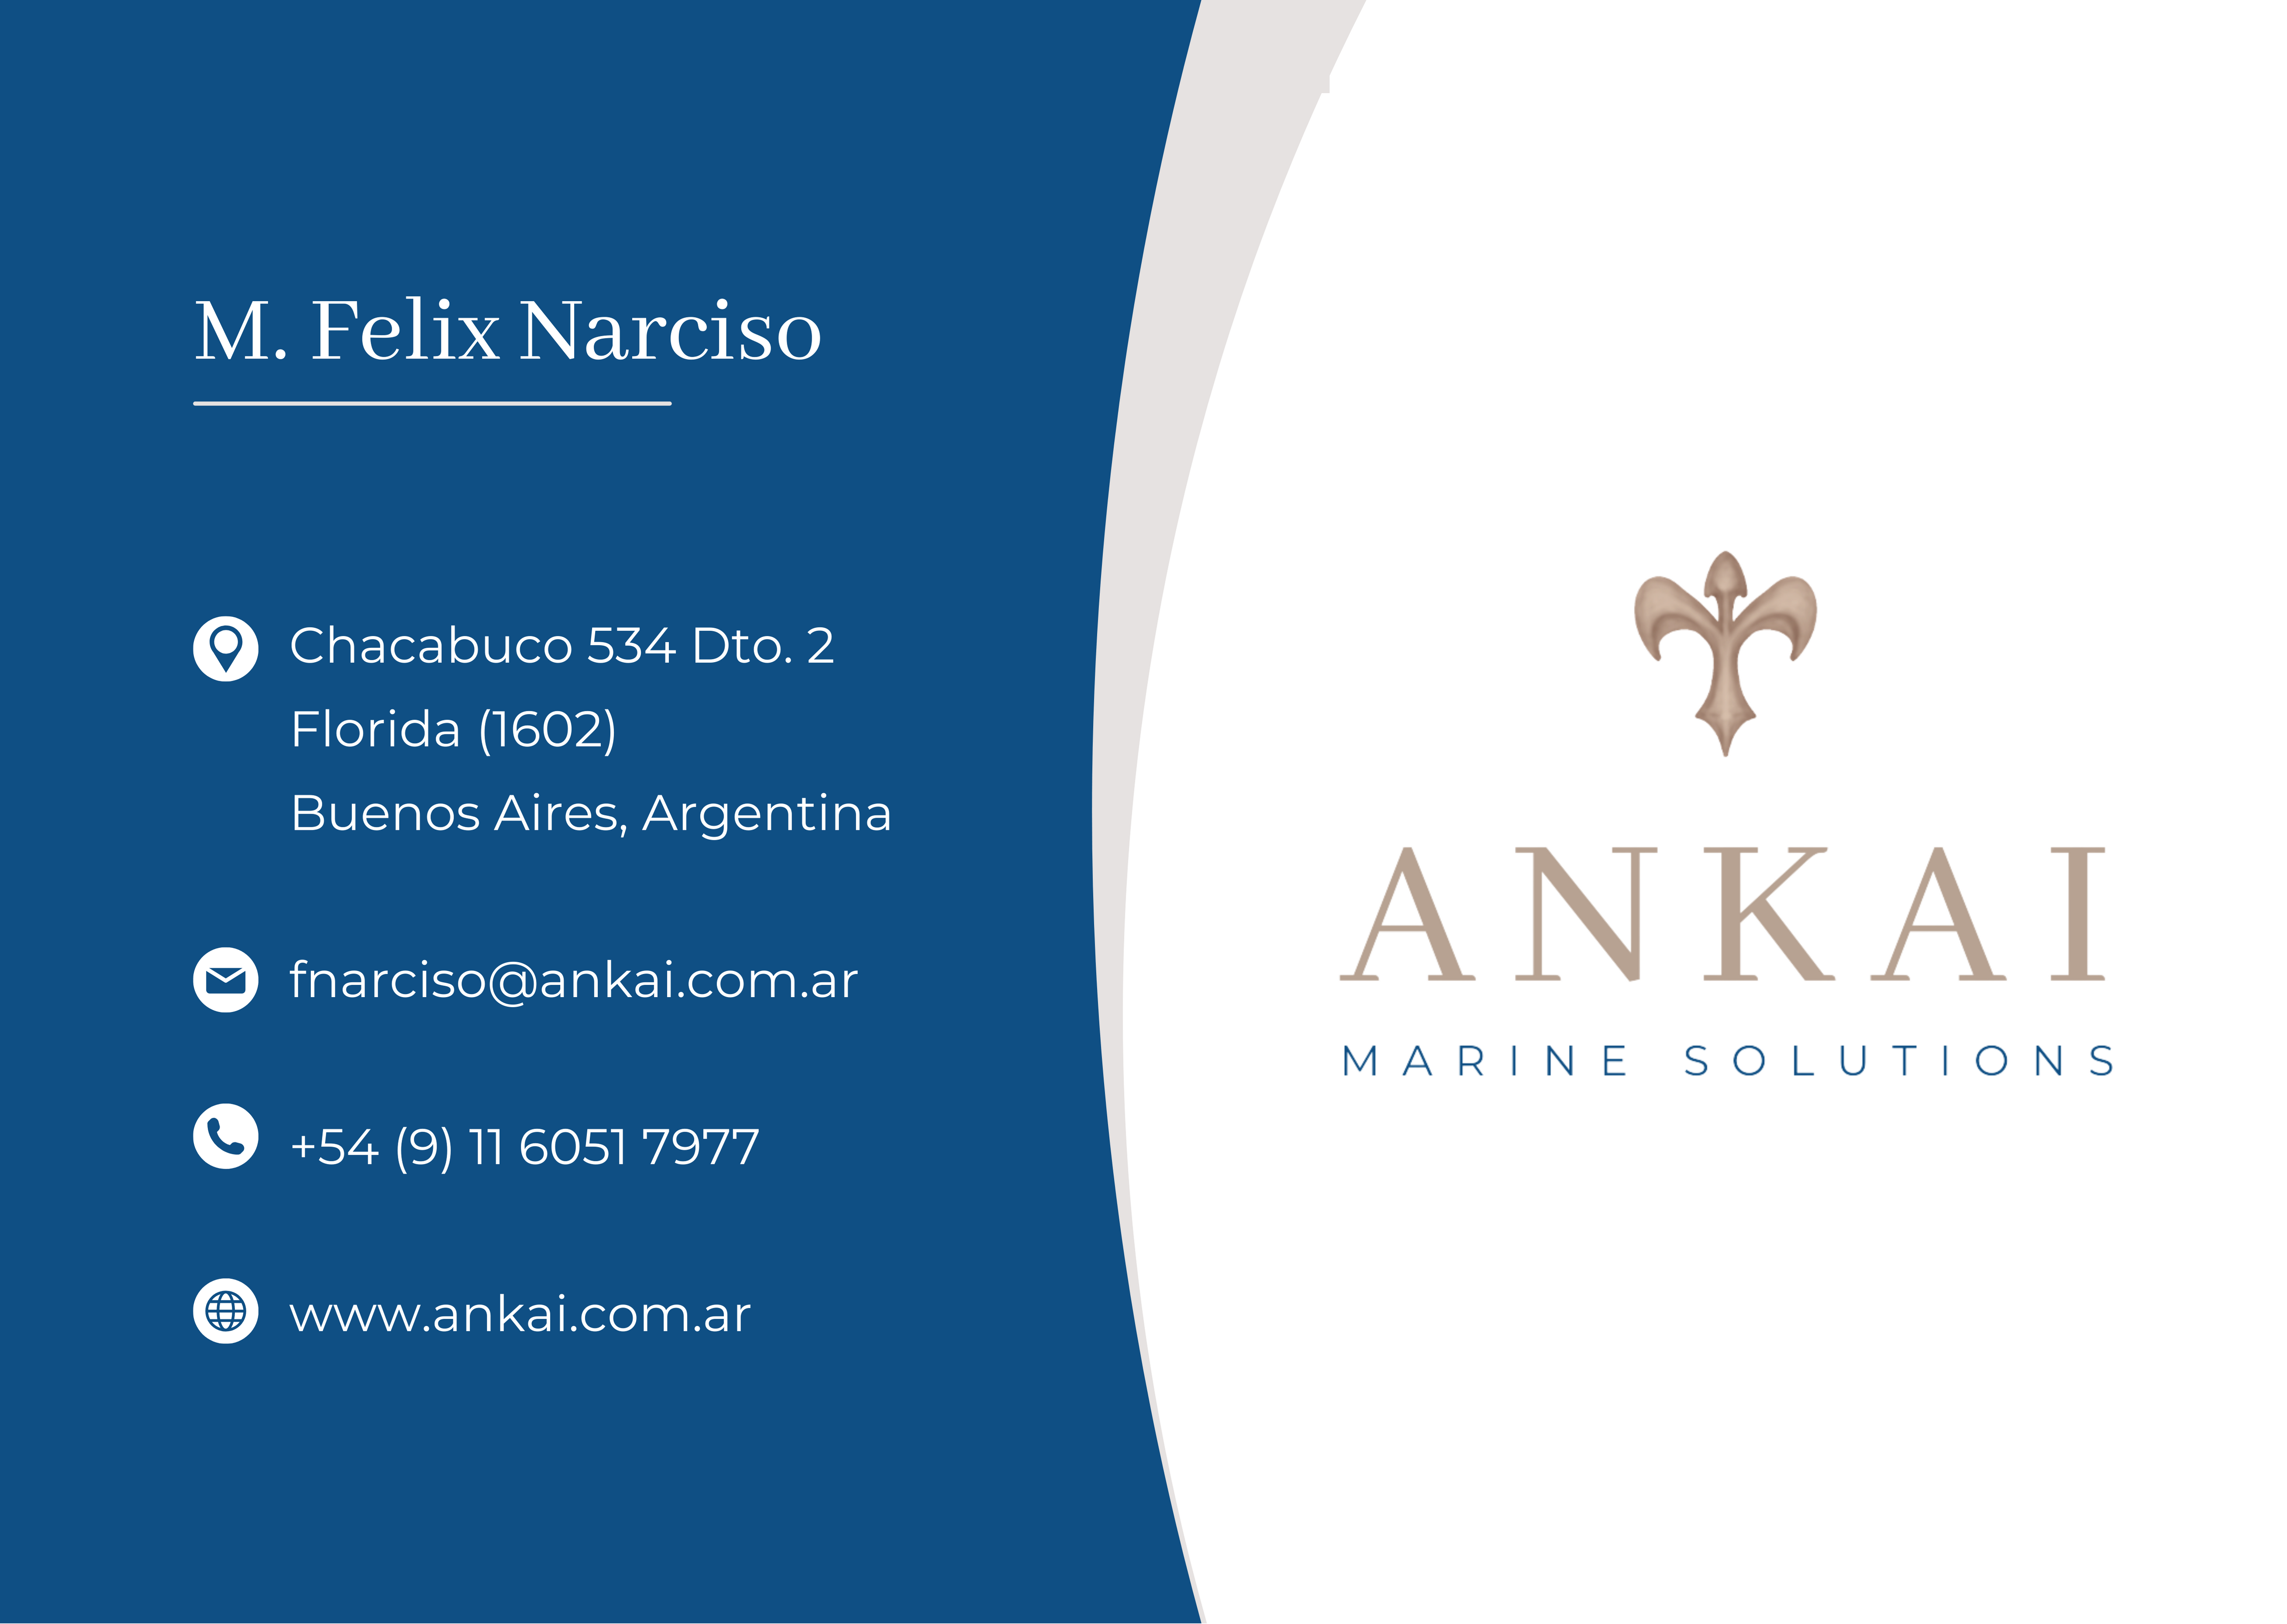 M. Felix Narciso
Chacabuco 534 Dto. 2
Florida (1602)
Buenos Aires, Argentina
fnarciso@ankai.com.ar
+54 (9) 11 6051 7977
www.ankai.com.ar
ANKAI
MARINE SOLUTIONS